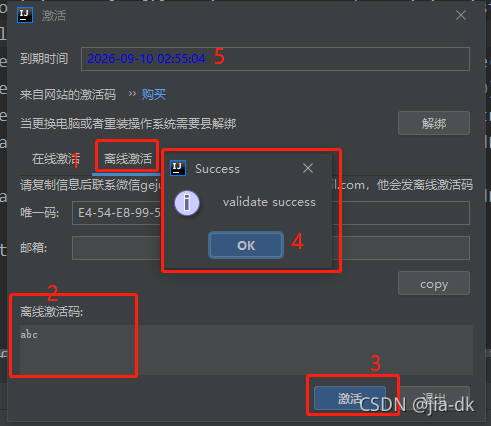 激活
到期时间 2026-09-10 02:55:04 5
来自网站的激活码 >> 购买
当更换电脑或者重装操作系统需要县解绑 解绑
在线激活 1 离线激活
Success
请复制信息后联系微信geju il.com，他会发离线激活码
validate success
唯一码: E4-54-E8-99-5
OK 4
邮箱:
copy
2
离线激活码:
abc
3
激活 退出
CSDN @jia-dk